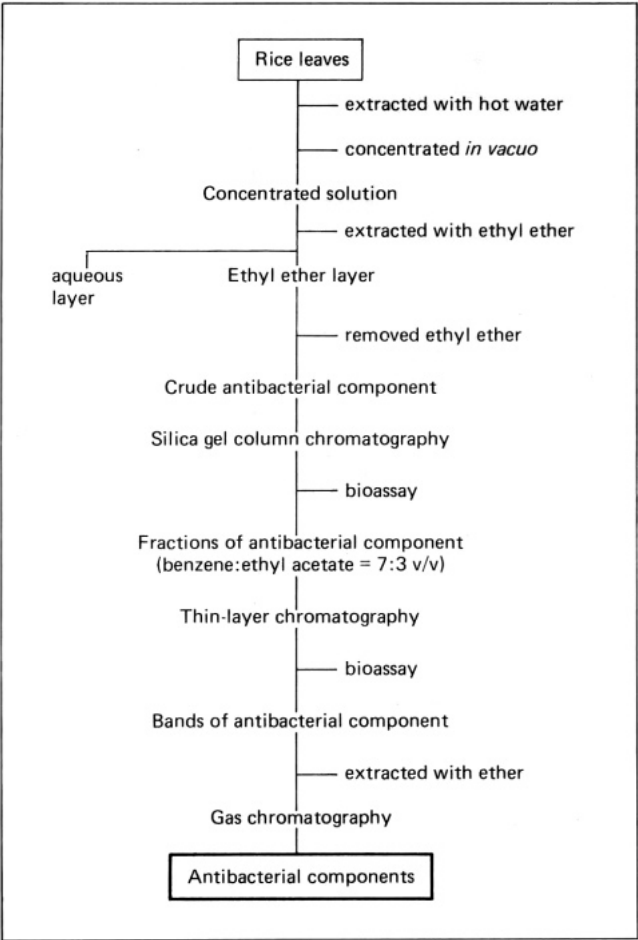 Rice leaves
extracted with hot water
concentrated in vacuo
Concentrated solution
extracted with ethyl ether
aqueous
layer
Ethyl ether layer
removed ethyl ether
Crude antibacterial component
Silica gel column chromatography
bioassay
Fractions of antibacterial component
(benzene:ethyl acetate = 7:3 v/v)
Thin-layer chromatography
bioassay
Bands of antibacterial component
extracted with ether
Gas chromatography
Antibacterial components